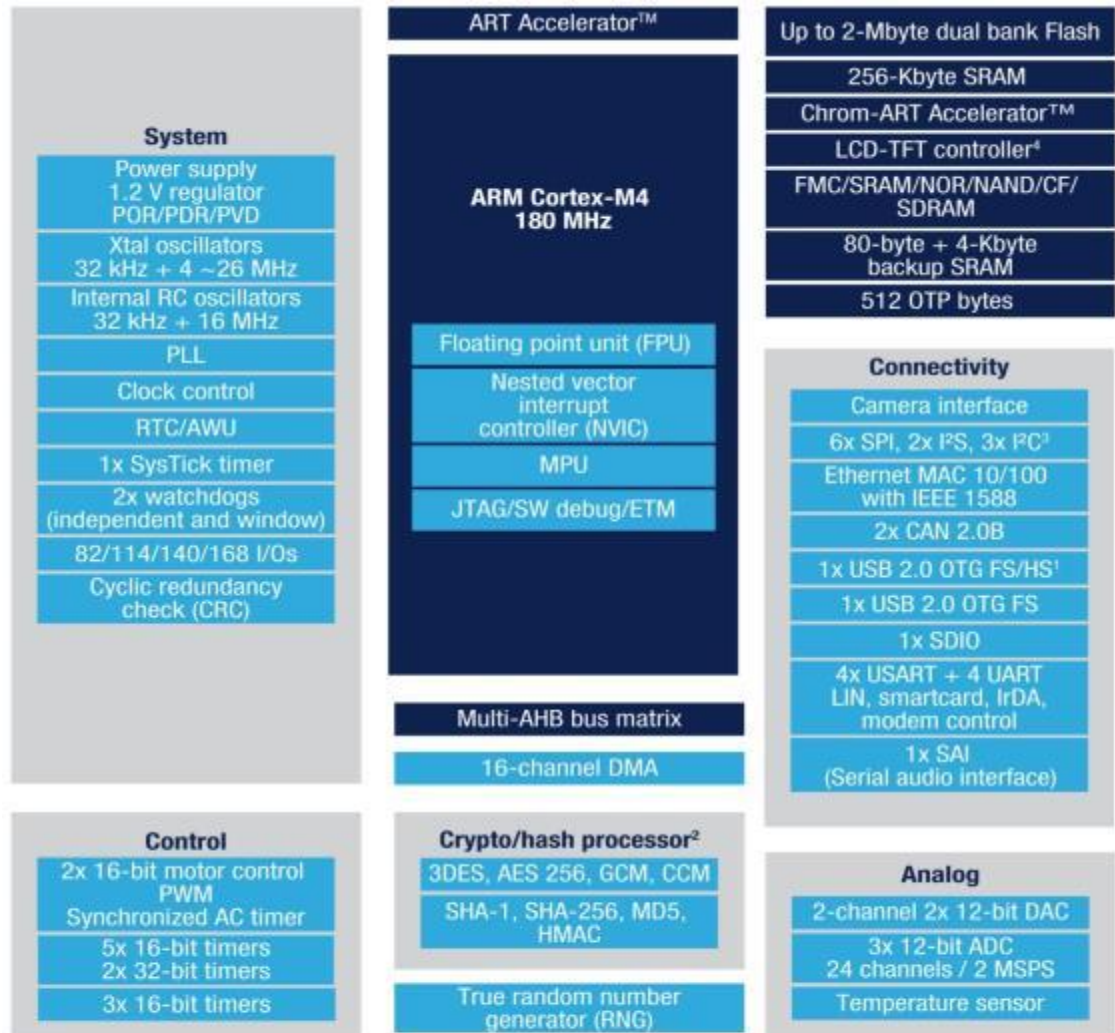 System
Power supply
1.2 V regulator
POR/PDR/PVD
Xtal oscillators
32 kHz + 4 ~26 MHz
Internal RC oscillators
32 kHz + 16 MHz
PLL
Clock control
RTC/AWU
1x SysTick timer
2x watchdogs
(independent and window)
82/114/140/168 I/Os
Cyclic redundancy
check (CRC)
Control
2x 16-bit motor control
PWM
Synchronized AC timer
5x 16-bit timers
2x 32-bit timers
3x 16-bit timers
ART Accelerator™
ARM Cortex-M4
180 MHz
Floating point unit (FPU)
Nested vector
interrupt
controller (NVIC)
MPU
JTAG/SW debug/ETM
Multi-AHB bus matrix
16-channel DMA
Crypto/hash processor²
3DES, AES 256, GCM, CCM
SHA-1, SHA-256, MD5,
HMAC
True random number
generator (RNG)
Up to 2-Mbyte dual bank Flash
256-Kbyte SRAM
Chrom-ART Accelerator™
LCD-TFT controller⁴
FMC/SRAM/NOR/NAND/CF/
SDRAM
80-byte + 4-Kbyte
backup SRAM
512 OTP bytes
Connectivity
Camera interface
6x SPI, 2x I²S, 3x I²C³
Ethernet MAC 10/100
with IEEE 1588
2x CAN 2.0B
1x USB 2.0 OTG FS/HS¹
1x USB 2.0 OTG FS
1x SDIO
4x USART + 4 UART
LIN, smartcard, IrDA,
modem control
1x SAI
(Serial audio interface)
Analog
2-channel 2x 12-bit DAC
3x 12-bit ADC
24 channels / 2 MSPS
Temperature sensor